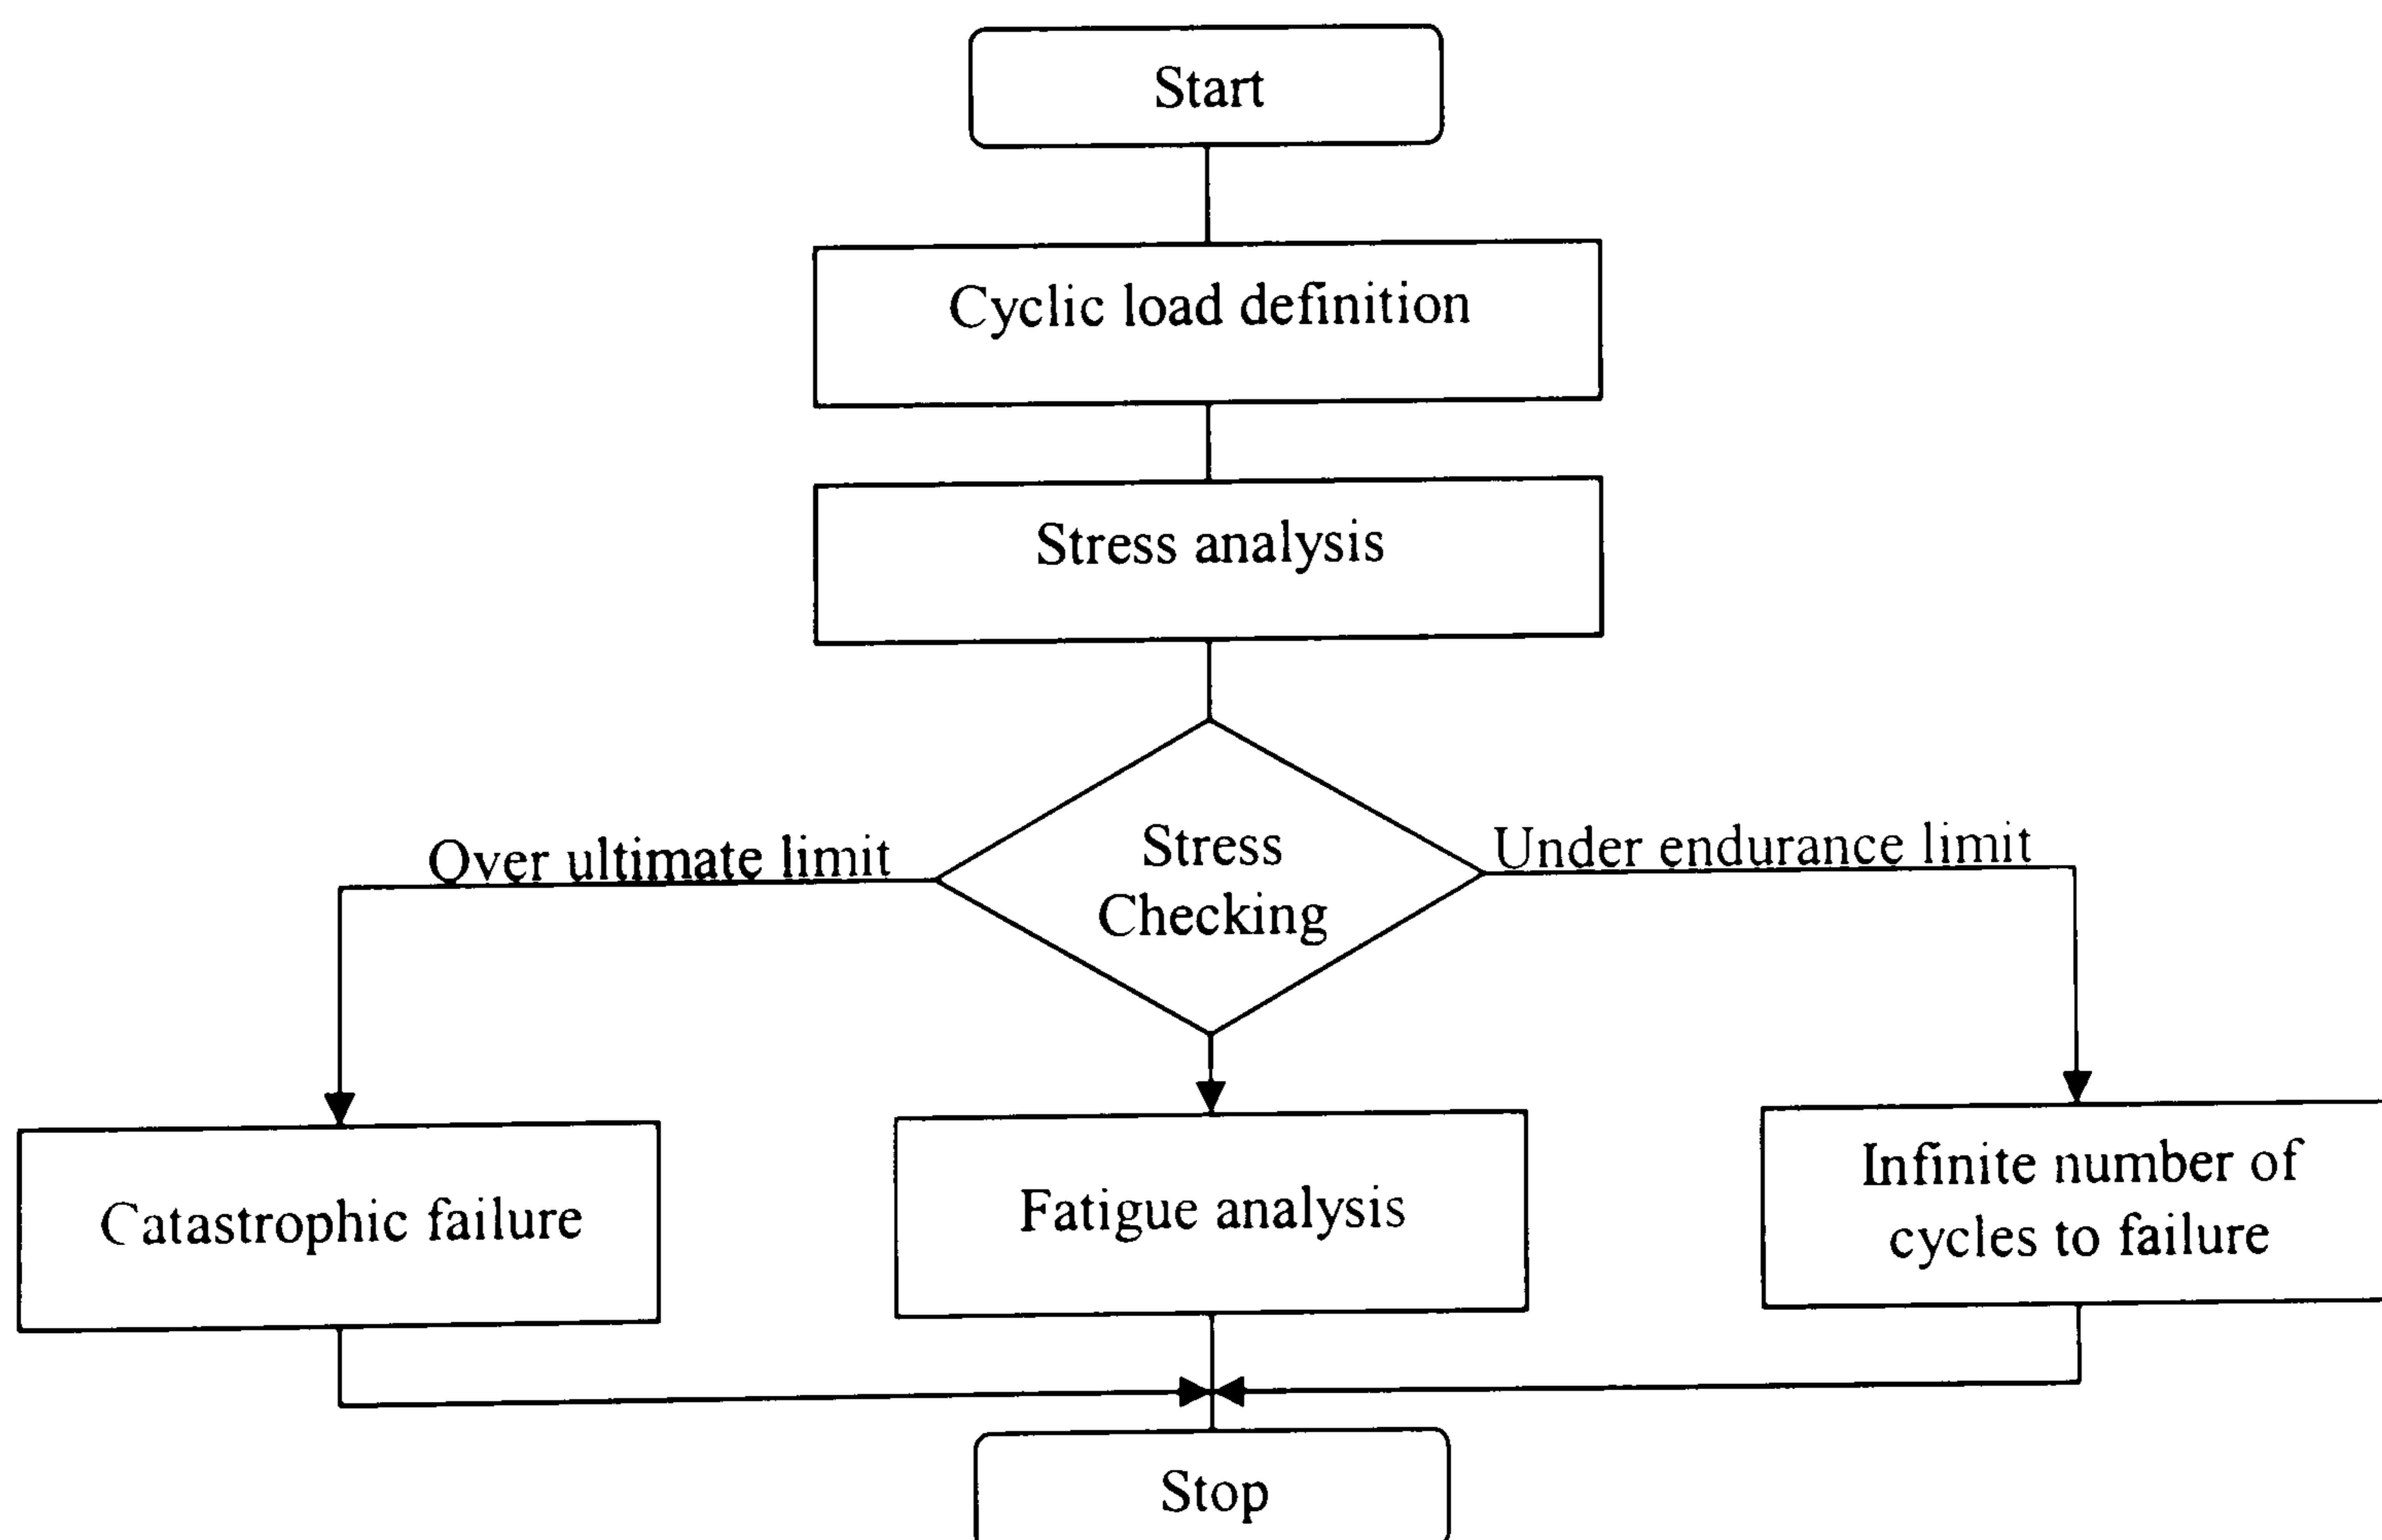 Start
Cyclic load definition
Stress analysis
Over ultimate limit
Stress
Checking
Under endurance limit
Catastrophic failure
Fatigue analysis
Infinite number of
cycles to failure
Stop